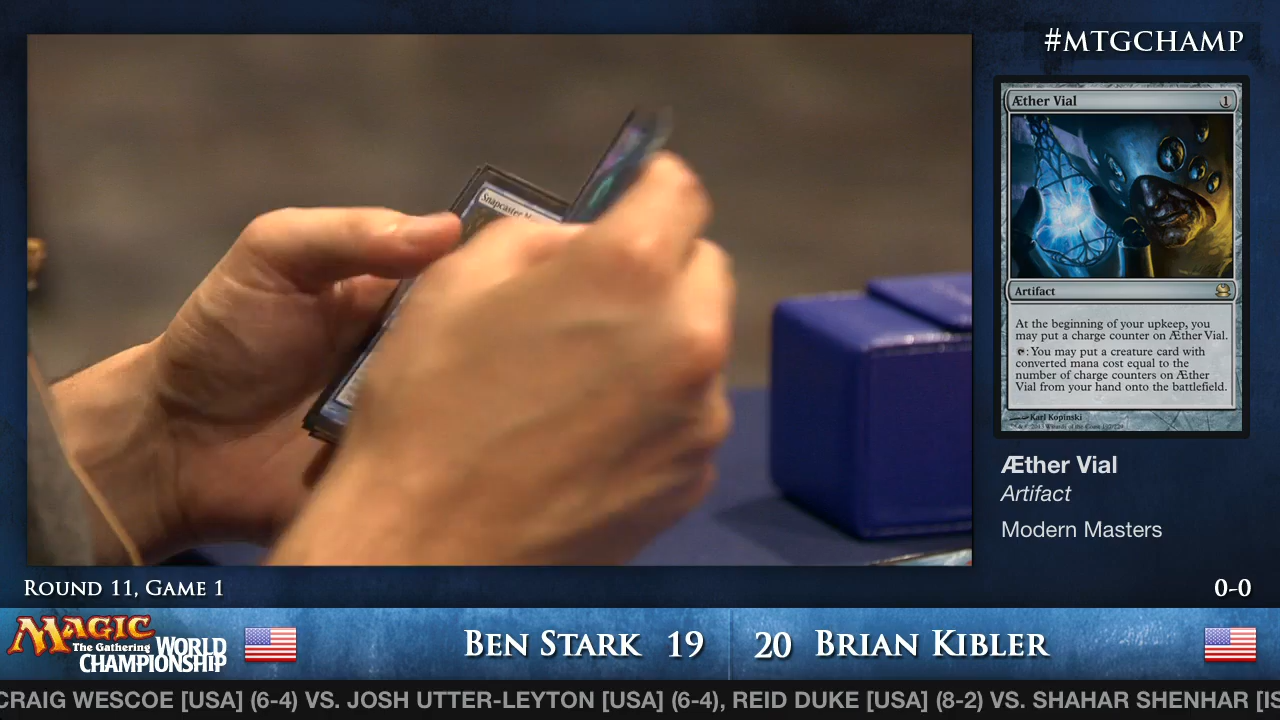 #MTGCHAMP
Æther Vial 1
Artifact
At the beginning of your upkeep, you
may put a charge counter on Æther Vial.
: You may put a creature card with
converted mana cost equal to the
number of charge counters on Æther
Vial from your hand onto the battlefield.
Karl Kopinski
Æther Vial
Artifact
Modern Masters
Snapcaster
Round 11, Game 1
0-0
Magic
The Gathering
World
Championship
Ben Stark 19
20 Brian Kibler
CRAIG WESCOE [USA] (6-4) VS. JOSH UTTER-LEYTON [USA] (6-4), REID DUKE [USA] (8-2) VS. SHAHAR SHENHAR [IS